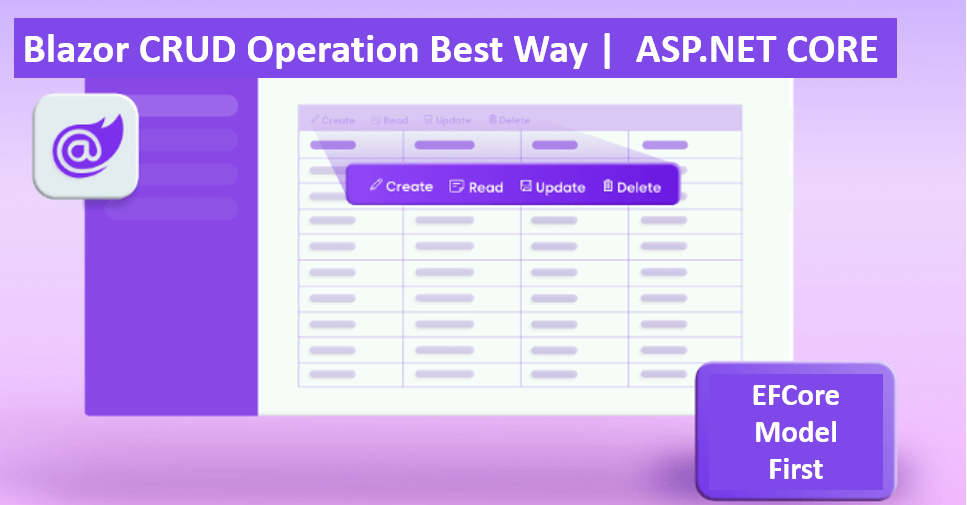 Blazor CRUD Operation Best Way | ASP.NET CORE
Create Read Update Delete
Create Read Update Delete
EFCore
Model
First